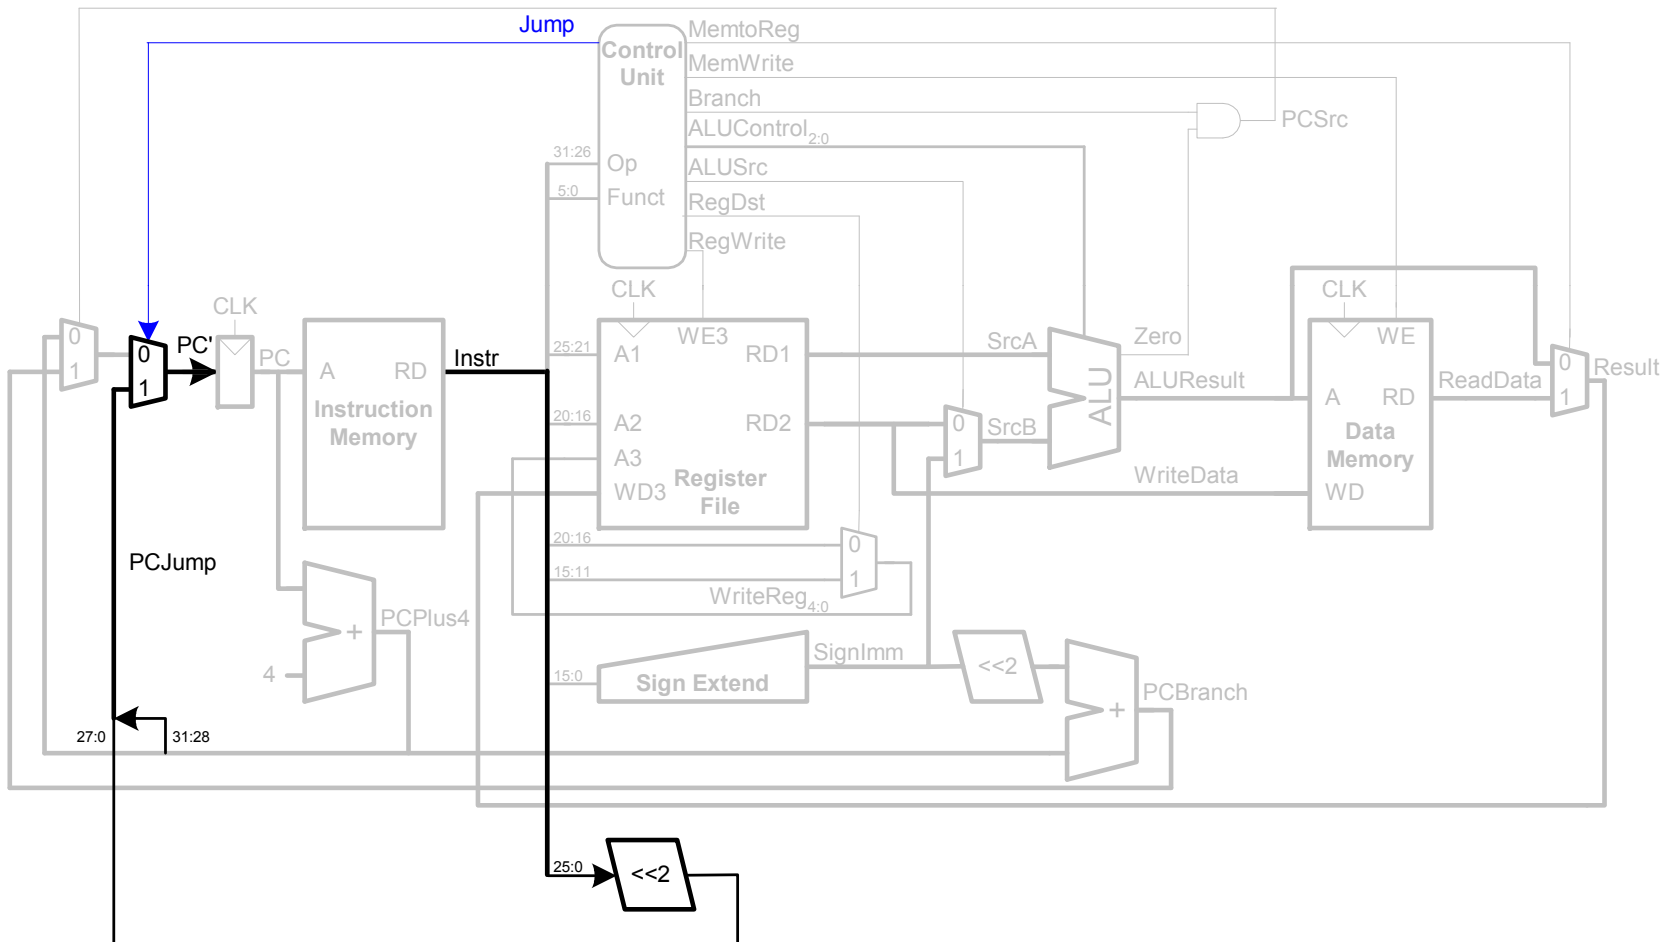 Jump
Control
Unit
MemtoReg
MemWrite
Branch
PCSrc
ALUControl2:0
31:26
Op
ALUSrc
5:0
Funct
RegDst
RegWrite
CLK
CLK
CLK
0
1
0
1
PC'
PC
A
RD
Instruction
Memory
Instr
25:21
A1
WE3
RD1
SrcA
Zero
WE
0
1
Result
20:16
A2
RD2
0
1
SrcB
ALU
ALUResult
A
RD
ReadData
Data
Memory
A3
WD3
Register
File
WriteData
WD
20:16
0
15:11
1
WriteReg4:0
PCJump
PCPlus4
+
4
SignImm
15:0
Sign Extend
<<2
+
PCBranch
27:0
31:28
25:0
<<2